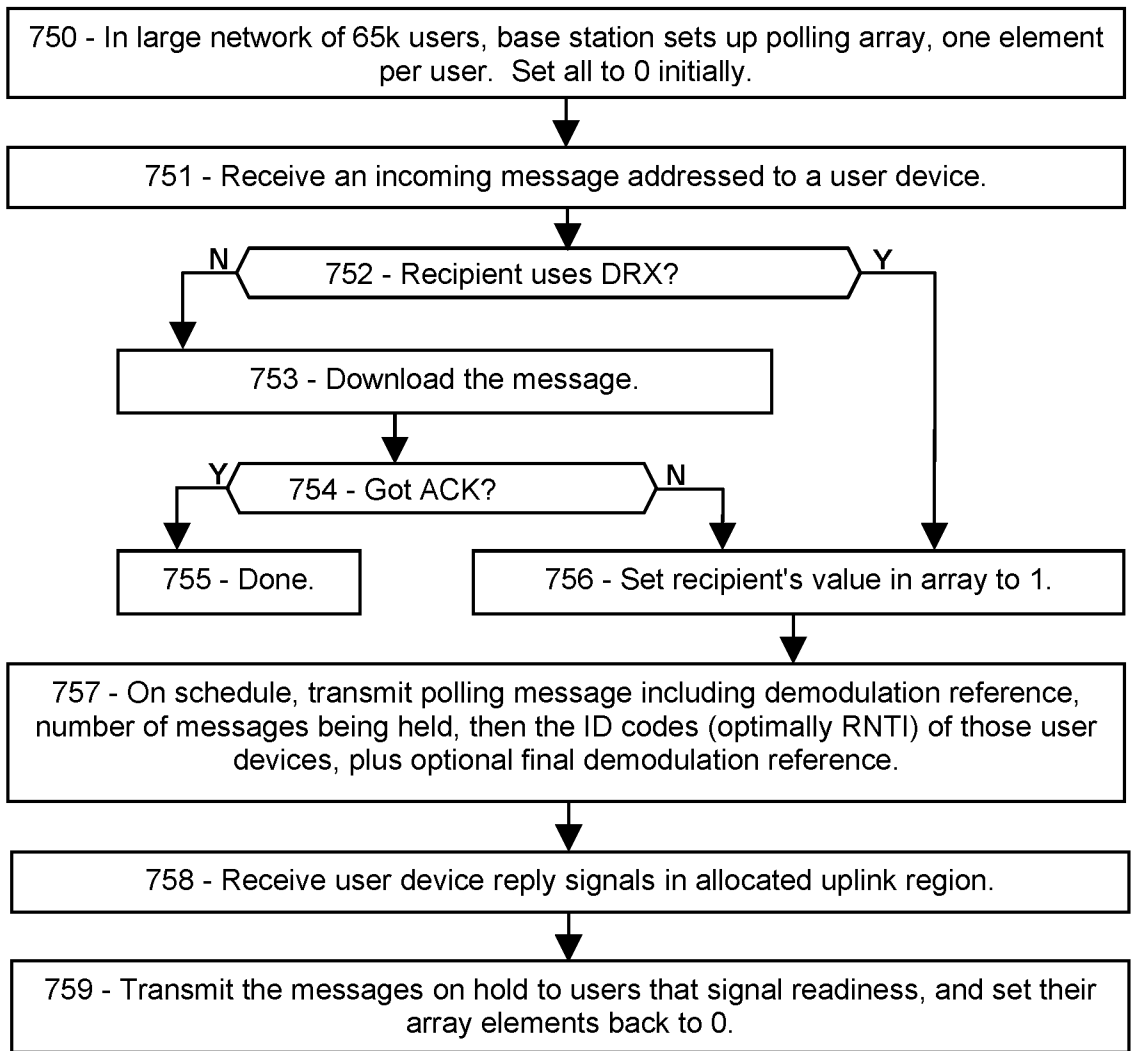 750 - In large network of 65k users, base station sets up polling array, one element
per user.  Set all to 0 initially.
751 - Receive an incoming message addressed to a user device.
N
752 - Recipient uses DRX?
Y
753 - Download the message.
Y
754 - Got ACK?
N
755 - Done.
756 - Set recipient's value in array to 1.
757 - On schedule, transmit polling message including demodulation reference,
number of messages being held, then the ID codes (optimally RNTI) of those user
devices, plus optional final demodulation reference.
758 - Receive user device reply signals in allocated uplink region.
759 - Transmit the messages on hold to users that signal readiness, and set their
array elements back to 0.